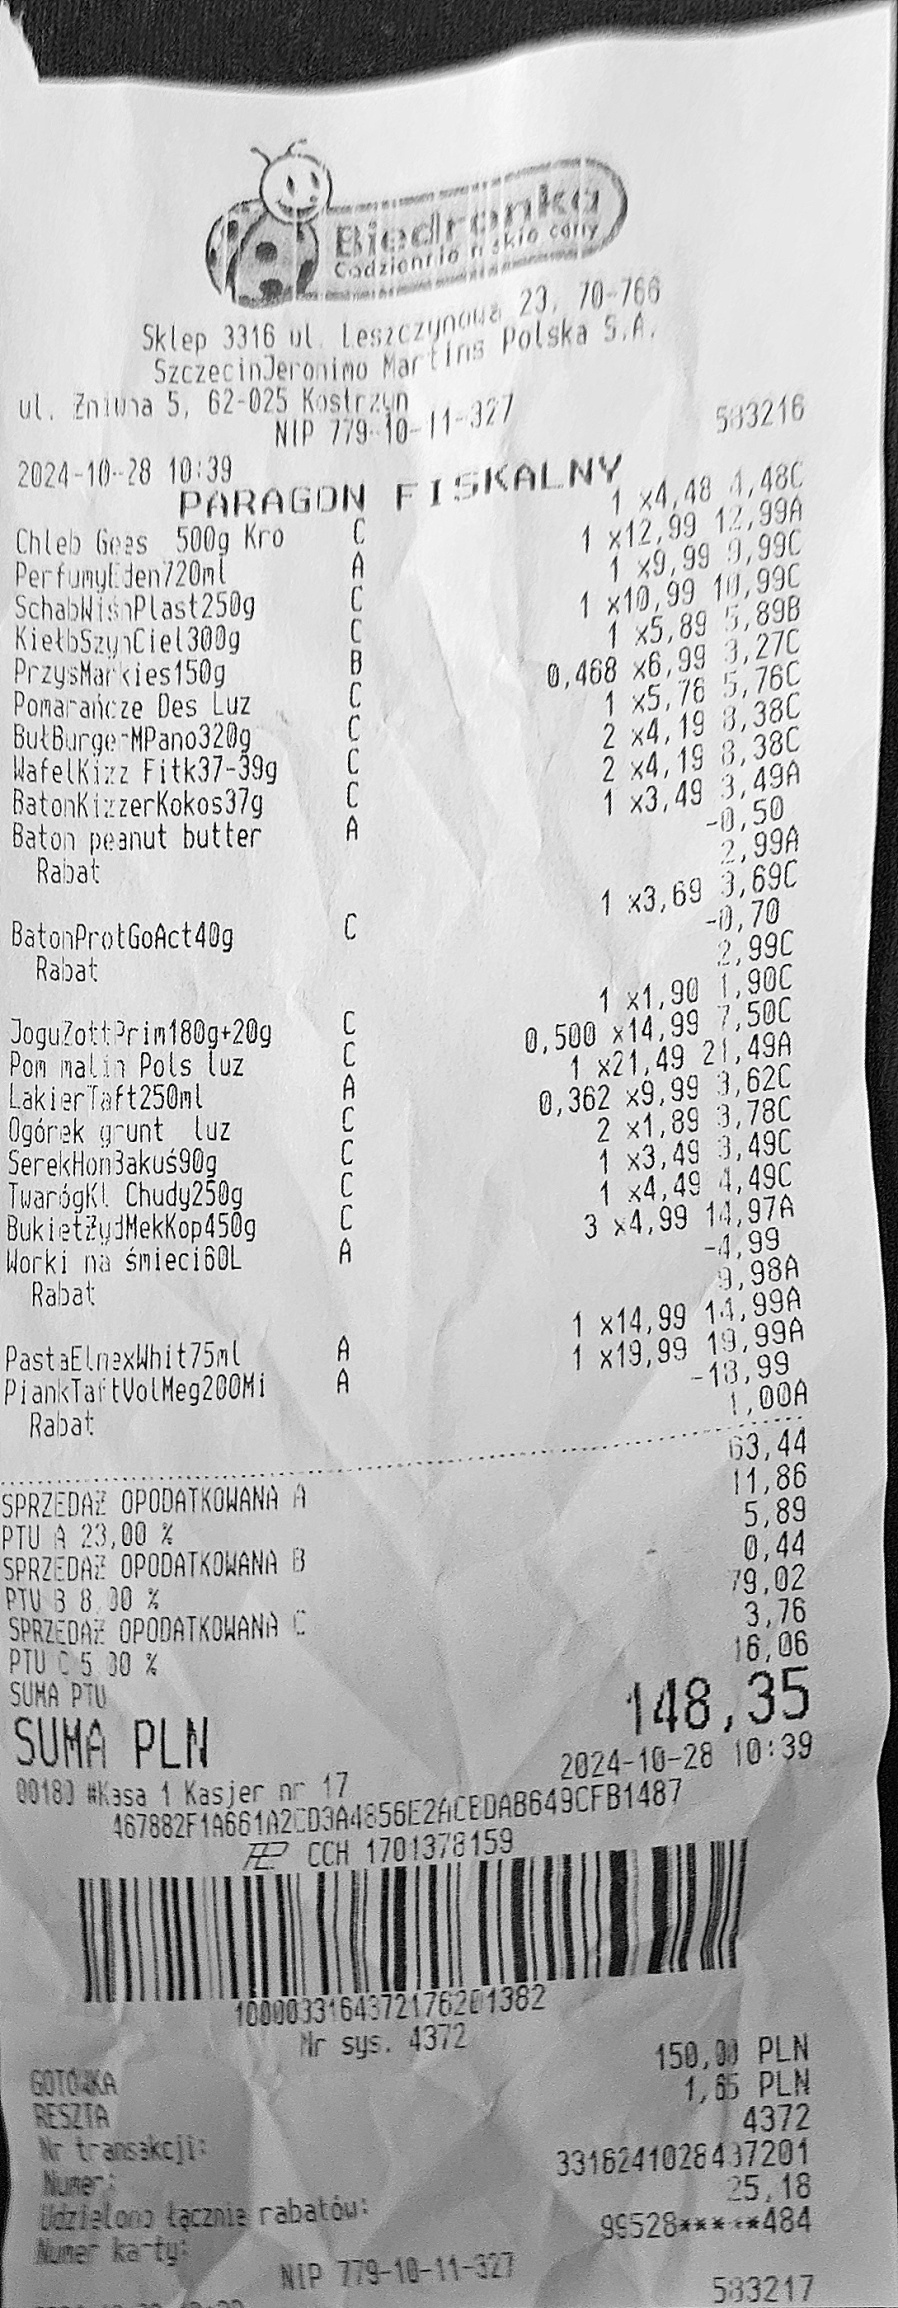 Biedronka
Codziennie niskie ceny
Sklep 3316 ul. Leszczynowa 23, 70-766
SzczecinJeronimo Martins Polska S.A.
ul. Żniwna 5, 62-025 Kostrzyn
NIP 779-10-11-327
2024-10-28 10:39 583216
PARAGON FISKALNY
Chleb Gees 500g Kro C 1 x4,48 4,48C
PerfumyEden720ml A 1 x12,99 12,99A
SchabWiśnPlast250g C 1 x9,99 9,99C
KiełbSzynCiel300g C 1 x10,99 10,99C
PrzysMarkies150g B 1 x5,89 5,89B
Pomarańcze Des Luz C 0,468 x6,99 3,27C
BułBurgerMPano320g C 1 x5,76 5,76C
WafelKizz Fitk37-39g C 2 x4,19 8,38C
BatonKizzerKokos37g C 2 x4,19 8,38C
Baton peanut butter A 1 x3,49 3,49A
Rabat -0,50
2,99A
BatonProtGoAct40g C 1 x3,69 3,69C
Rabat -0,70
2,99C
JoguZottPrim180g+20g C 1 x1,90 1,90C
Pom malin Pols luz C 0,500 x14,99 7,50C
LakierTaft250ml A 1 x21,49 21,49A
Ogórek grunt luz C 0,362 x9,99 3,62C
SerekHomBakuś90g C 2 x1,89 3,78C
TwarógKl Chudy250g C 1 x3,49 3,49C
BukietŻydMekKop450g C 1 x4,49 4,49C
Worki na śmieci60L A 3 x4,99 14,97A
Rabat -4,99
9,98A
PastaElmexWhit75ml A 1 x14,99 14,99A
PiankTaftVolMeg200Ml A 1 x19,99 19,99A
Rabat -18,99
1,00A
SPRZEDAŻ OPODATKOWANA A 63,44
PTU A 23,00 % 11,86
SPRZEDAŻ OPODATKOWANA B 5,89
PTU B 8,00 % 0,44
SPRZEDAŻ OPODATKOWANA C 79,02
PTU C 5,00 % 3,76
SUMA PTU 16,06
SUMA PLN 148,35
00180 #Kasa 1 Kasjer nr 17 2024-10-28 10:39
467882F1A661A2CD3A4856E2ACEDAB649CFB1487
CCH 1701378159
1000033164372176201382
Nr sys. 4372
GOTÓWKA 150,00 PLN
RESZTA 1,65 PLN
Nr transakcji: 4372
Numer: 3316241028437201
Udzielono łącznie rabatów: 25,18
Numer karty: 99528*****484
NIP 779-10-11-327
583217